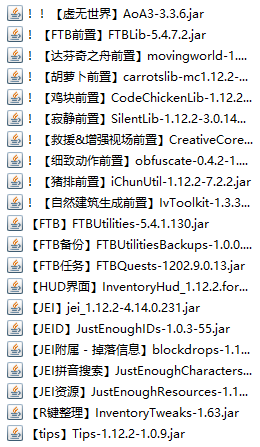 ！！【虚无世界】AoA3-3.3.6.jar
！【FTB前置】FTBLib-5.4.7.2.jar
！【达芬奇之舟前置】movingworld-1....
！【胡萝卜前置】carrotslib-mc1.12.2-...
！【鸡块前置】CodeChickenLib-1.12.2...
！【寂静前置】SilentLib-1.12.2-3.0.14...
！【救援&增强视场前置】CreativeCore...
！【细致动作前置】obfuscate-0.4.2-1....
！【猪排前置】iChunUtil-1.12.2-7.2.2.jar
！【自然建筑生成前置】IvToolkit-1.3.3...
【FTB】FTBUtilities-5.4.1.130.jar
【FTB备份】FTBUtilitiesBackups-1.0.0....
【FTB任务】FTBQuests-1202.9.0.13.jar
【HUD界面】InventoryHud_1.12.2.for...
【JEI】jei_1.12.2-4.14.0.231.jar
【JEID】JustEnoughIDs-1.0.3-55.jar
【JEI附属 - 掉落信息】blockdrops-1.1...
【JEI拼音搜索】JustEnoughCharacters...
【JEI资源】JustEnoughResources-1.1...
【R键整理】InventoryTweaks-1.63.jar
【tips】Tips-1.12.2-1.0.9.jar